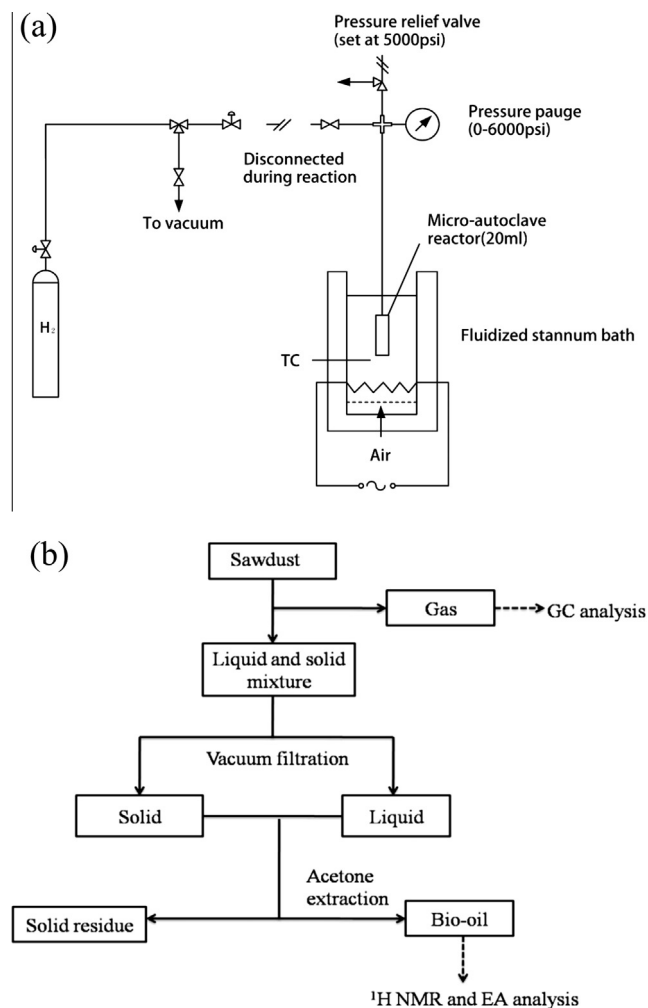 (a)
Pressure relief valve
(set at 5000psi)
Pressure pauge
(0-6000psi)
Disconnected
during reaction
To vacuum
Micro-autoclave
reactor(20ml)
H₂
Fluidized stannum bath
TC
Air
(b)
Sawdust
Gas
GC analysis
Liquid and solid
mixture
Vacuum filtration
Solid
Liquid
Acetone
extraction
Solid residue
Bio-oil
¹H NMR and EA analysis